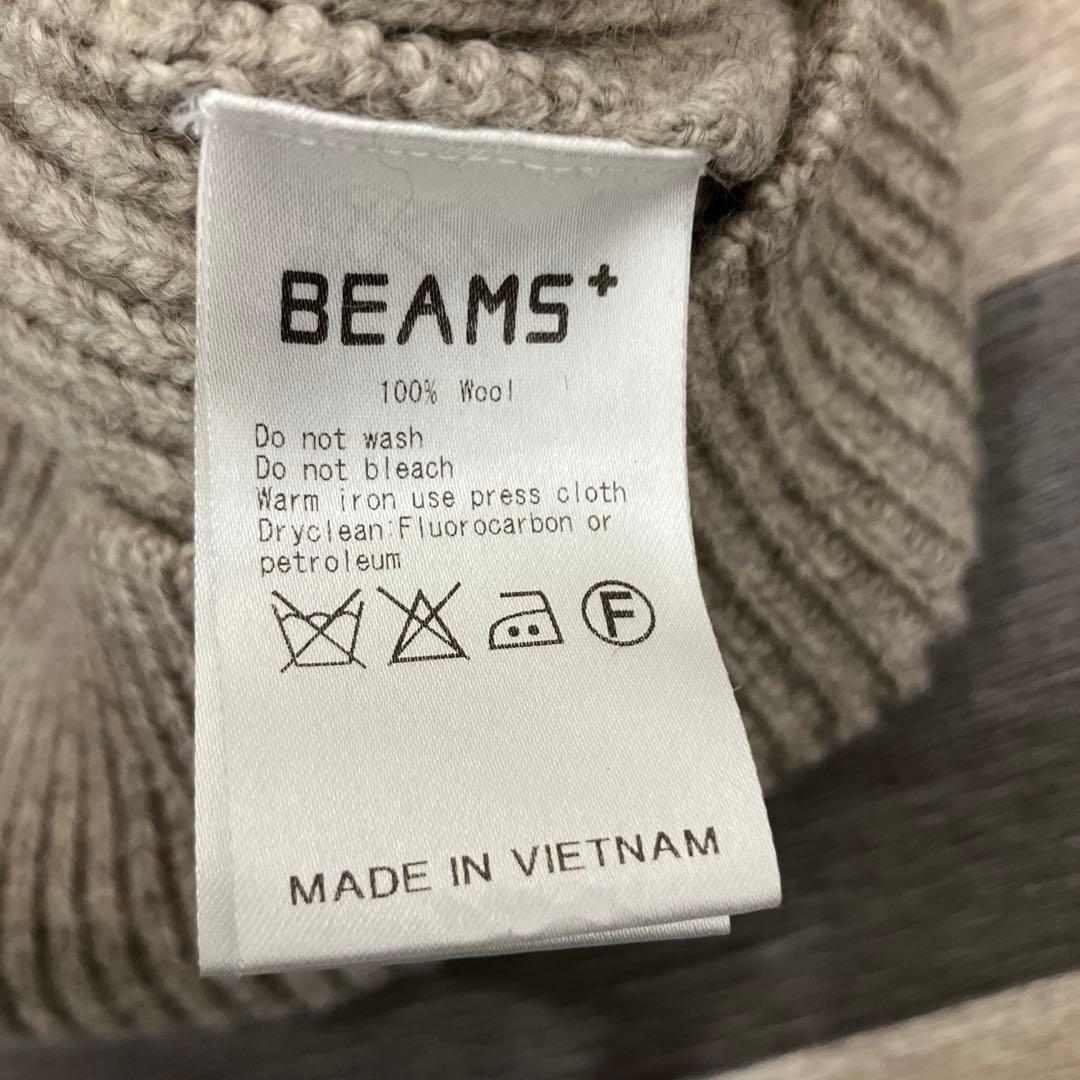 BEAMS+
100% Wool
Do not wash
Do not bleach
Warm iron use press cloth
Dryclean:Fluorocarbon or
petroleum
F
MADE IN VIETNAM